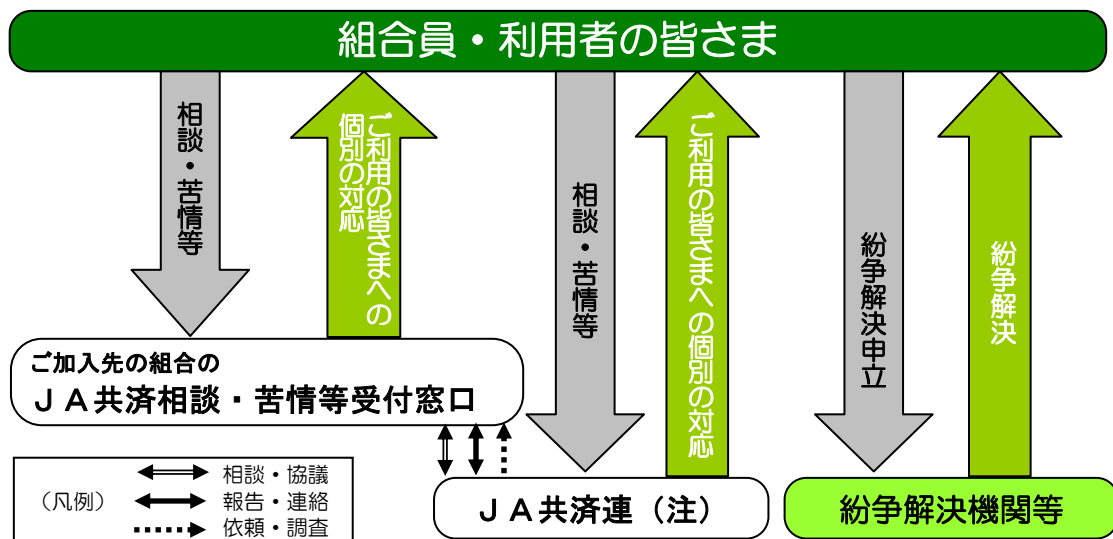 組合員・利用者の皆さま
相談・苦情等
ご利用の皆さまへの
個別の対応
相談・苦情等
ご利用の皆さまへの個別の対応
紛争解決申立
紛争解決
ご加入先の組合の
ＪＡ共済相談・苦情等受付窓口
（凡例）
相談・協議
報告・連絡
依頼・調査
ＪＡ共済連（注）
紛争解決機関等